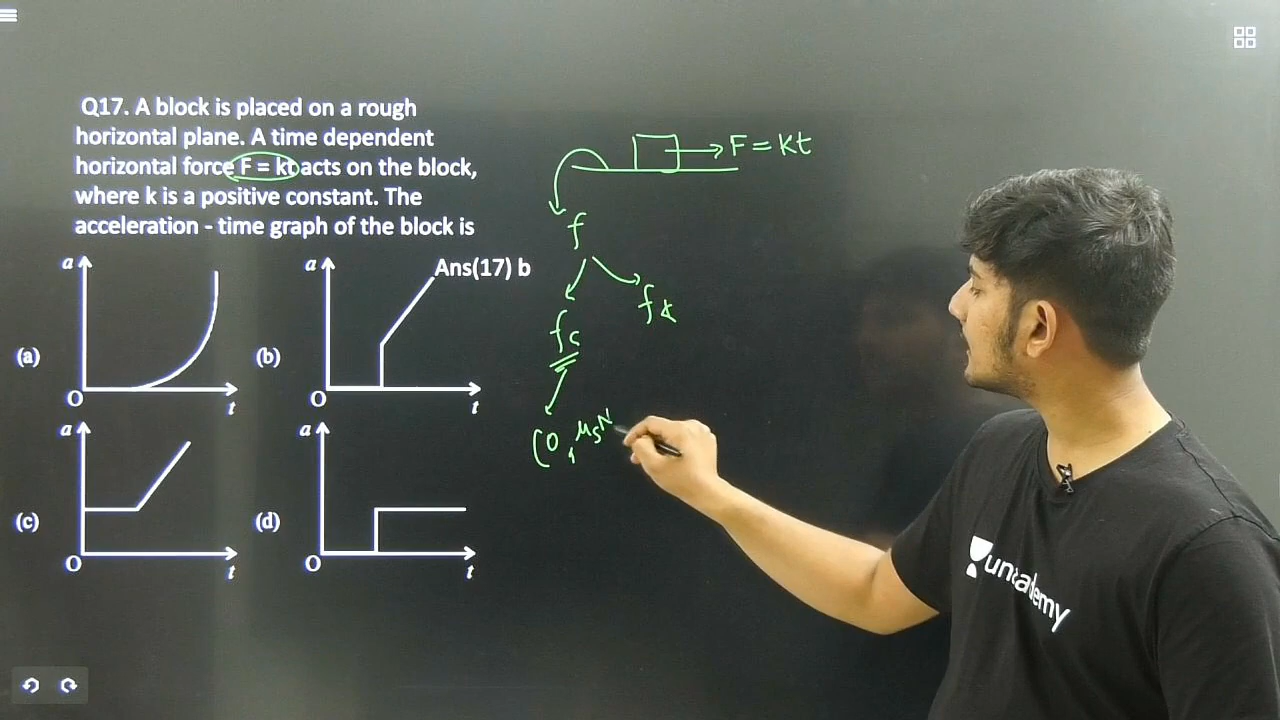 Q17. A block is placed on a rough
horizontal plane. A time dependent
horizontal force F = kt acts on the block,
where k is a positive constant. The
acceleration - time graph of the block is
a
O
t
(a)
a
Ans(17) b
O
t
(b)
a
O
t
(c)
a
O
t
(d)
F = Kt
f
fs
fk
(0, μsN
unacademy